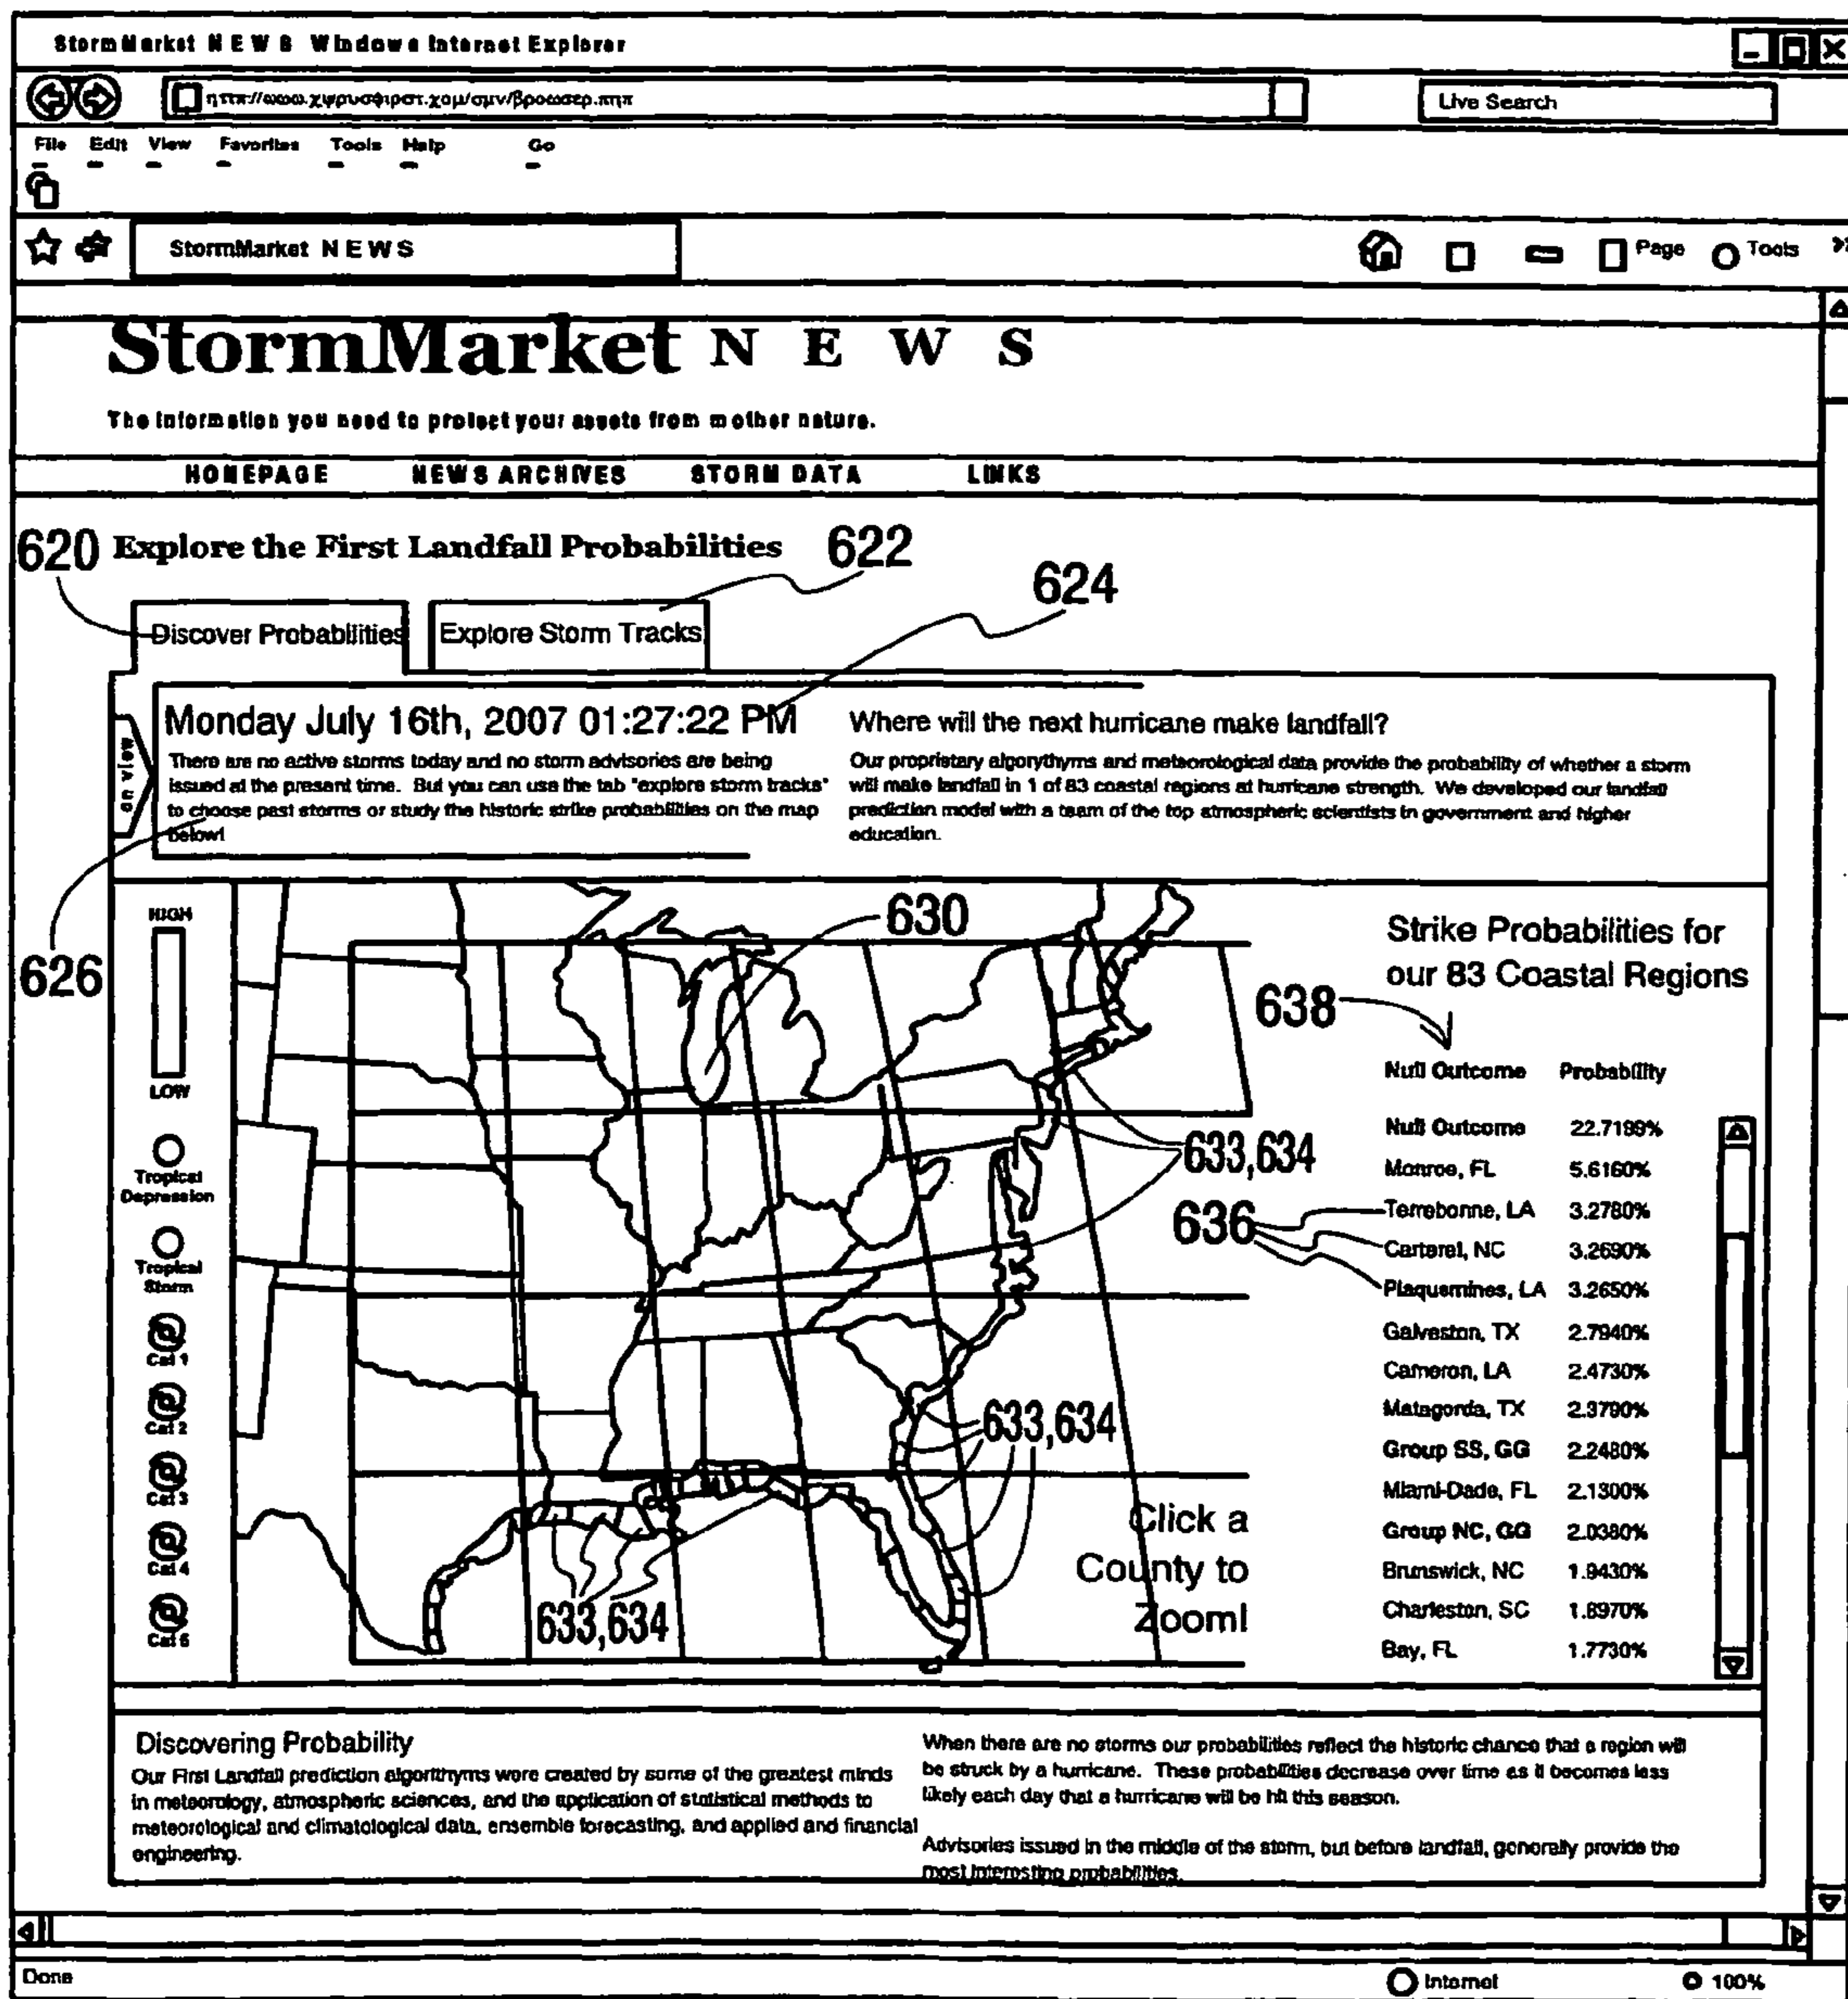 StormMarket N E W S Windows Internet Explorer
Live Search
File Edit View Favorites Tools Help Go
StormMarket N E W S
Page Tools
StormMarket N E W S
The information you need to protect your assets from mother nature.
HOMEPAGE NEWS ARCHIVES STORM DATA LINKS
620 Explore the First Landfall Probabilities 622
624
Discover Probabilities Explore Storm Tracks
Monday July 16th, 2007 01:27:22 PM
There are no active storms today and no storm advisories are being
issued at the present time. But you can use the tab "explore storm tracks"
to choose past storms or study the historic strike probabilities on the map
below!
Where will the next hurricane make landfall?
Our proprietary algorythyms and meteorological data provide the probability of whether a storm
will make landfall in 1 of 83 coastal regions at hurricane strength. We developed our landfall
prediction model with a team of the top atmospheric scientists in government and higher
education.
626
HIGH
LOW
Tropical
Depression
Tropical
Storm
Cat 1
Cat 2
Cat 3
Cat 4
Cat 5
630
633,634
633,634
633,634
Click a
County to
Zoom!
Strike Probabilities for
our 83 Coastal Regions
638
636
Null Outcome Probability
Null Outcome 22.7199%
Monroe, FL 5.6160%
Terrebonne, LA 3.2780%
Carteret, NC 3.2690%
Plaquemines, LA 3.2650%
Galveston, TX 2.7940%
Cameron, LA 2.4730%
Matagorda, TX 2.3790%
Group SS, GG 2.2480%
Miami-Dade, FL 2.1300%
Group NC, GG 2.0380%
Brunswick, NC 1.9430%
Charleston, SC 1.8970%
Bay, FL 1.7730%
Discovering Probability
Our First Landfall prediction algorithyms were created by some of the greatest minds
in meteorology, atmospheric sciences, and the application of statistical methods to
meteorological and climatological data, ensemble forecasting, and applied and financial
engineering.
When there are no storms our probabilities reflect the historic chance that a region will
be struck by a hurricane. These probabilities decrease over time as it becomes less
likely each day that a hurricane will be hit this season.
Advisories issued in the middle of the storm, but before landfall, generally provide the
most interesting probabilities.
Done Internet 100%